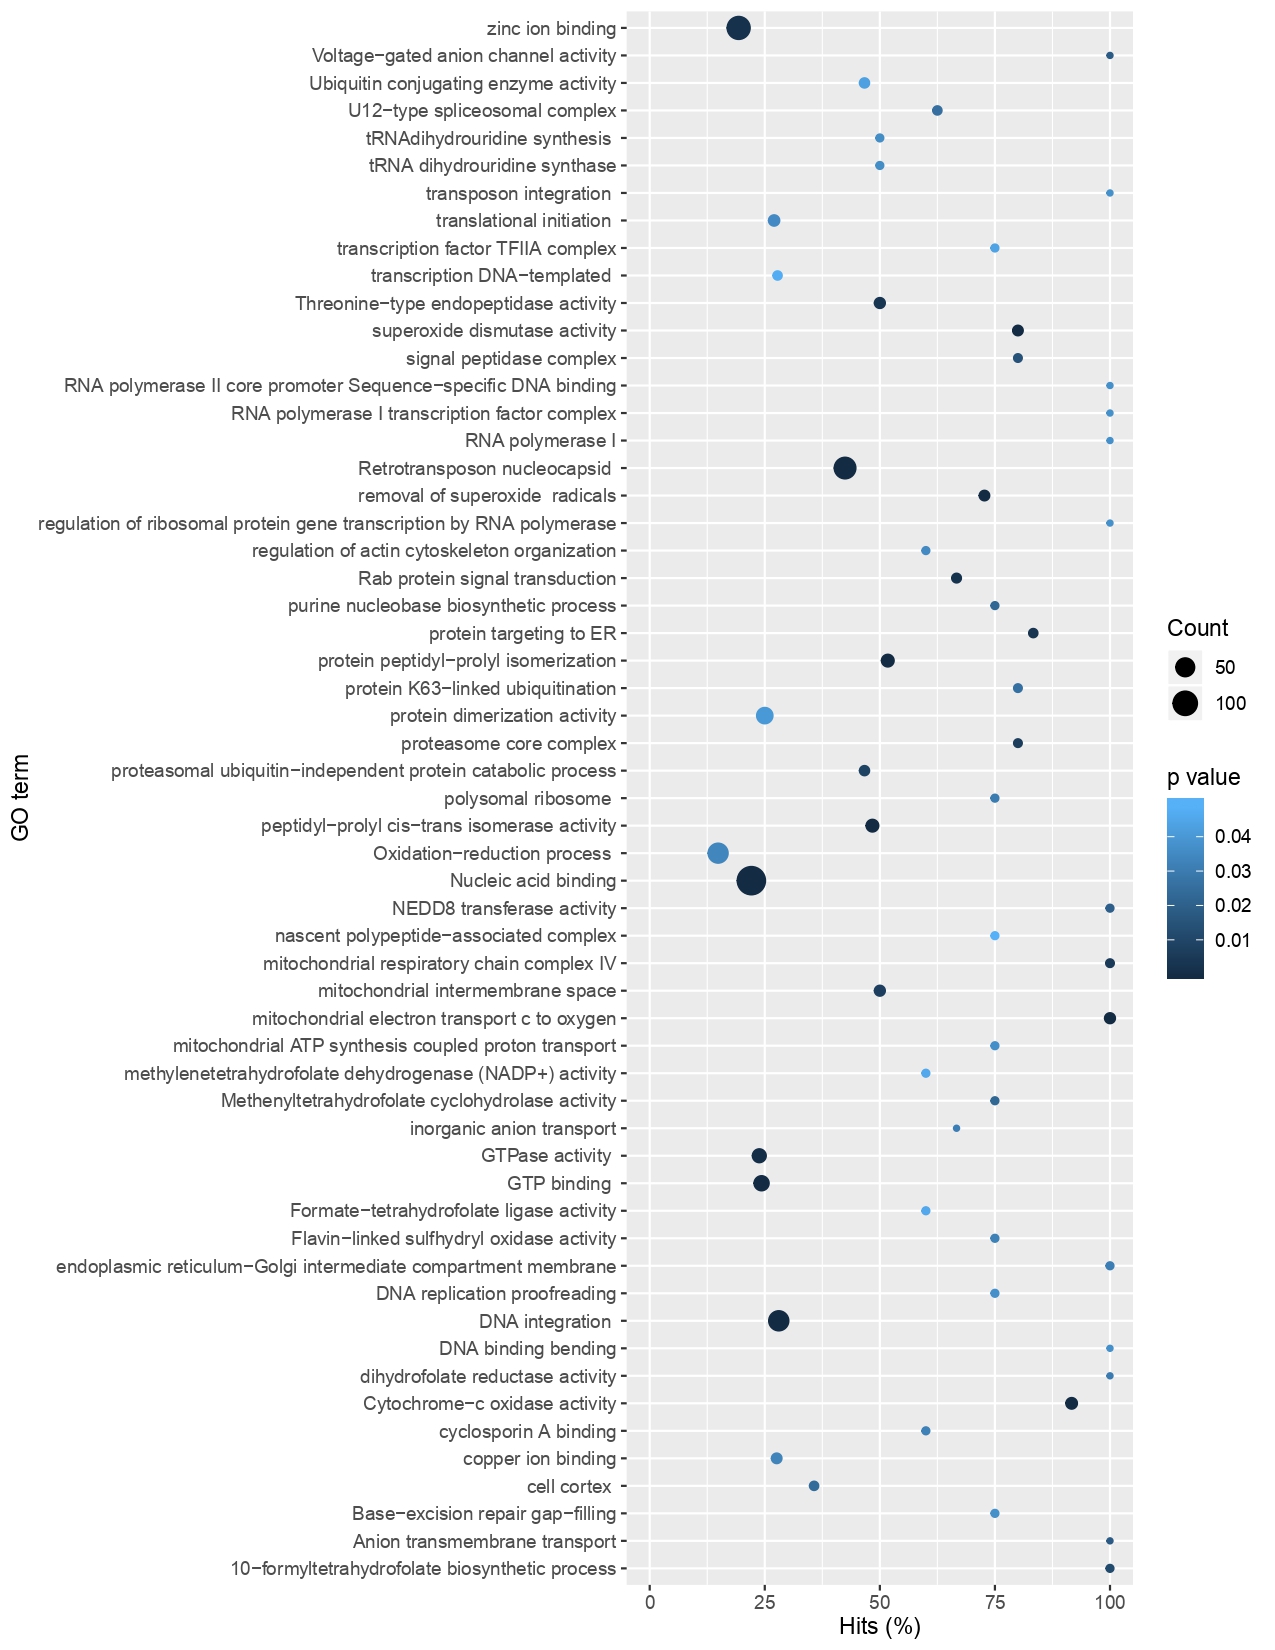 zinc ion binding
Voltage−gated anion channel activity
Ubiquitin conjugating enzyme activity
U12−type spliceosomal complex
tRNAdihydrouridine synthesis
tRNA dihydrouridine synthase
transposon integration
translational initiation
transcription factor TFIIA complex
transcription DNA−templated
Threonine−type endopeptidase activity
superoxide dismutase activity
signal peptidase complex
RNA polymerase II core promoter Sequence−specific DNA binding
RNA polymerase I transcription factor complex
RNA polymerase I
Retrotransposon nucleocapsid
removal of superoxide  radicals
regulation of ribosomal protein gene transcription by RNA polymerase
regulation of actin cytoskeleton organization
Rab protein signal transduction
purine nucleobase biosynthetic process
protein targeting to ER
protein peptidyl−prolyl isomerization
protein K63−linked ubiquitination
protein dimerization activity
proteasome core complex
proteasomal ubiquitin−independent protein catabolic process
polysomal ribosome
peptidyl−prolyl cis−trans isomerase activity
Oxidation−reduction process
Nucleic acid binding
NEDD8 transferase activity
nascent polypeptide−associated complex
mitochondrial respiratory chain complex IV
mitochondrial intermembrane space
mitochondrial electron transport c to oxygen
mitochondrial ATP synthesis coupled proton transport
methylenetetrahydrofolate dehydrogenase (NADP+) activity
Methenyltetrahydrofolate cyclohydrolase activity
inorganic anion transport
GTPase activity
GTP binding
Formate−tetrahydrofolate ligase activity
Flavin−linked sulfhydryl oxidase activity
endoplasmic reticulum−Golgi intermediate compartment membrane
DNA replication proofreading
DNA integration
DNA binding bending
dihydrofolate reductase activity
Cytochrome−c oxidase activity
cyclosporin A binding
copper ion binding
cell cortex
Base−excision repair gap−filling
Anion transmembrane transport
10−formyltetrahydrofolate biosynthetic process
GO term
0 25 50 75 100
Hits (%)
Count
50
100
p value
0.04
0.03
0.02
0.01